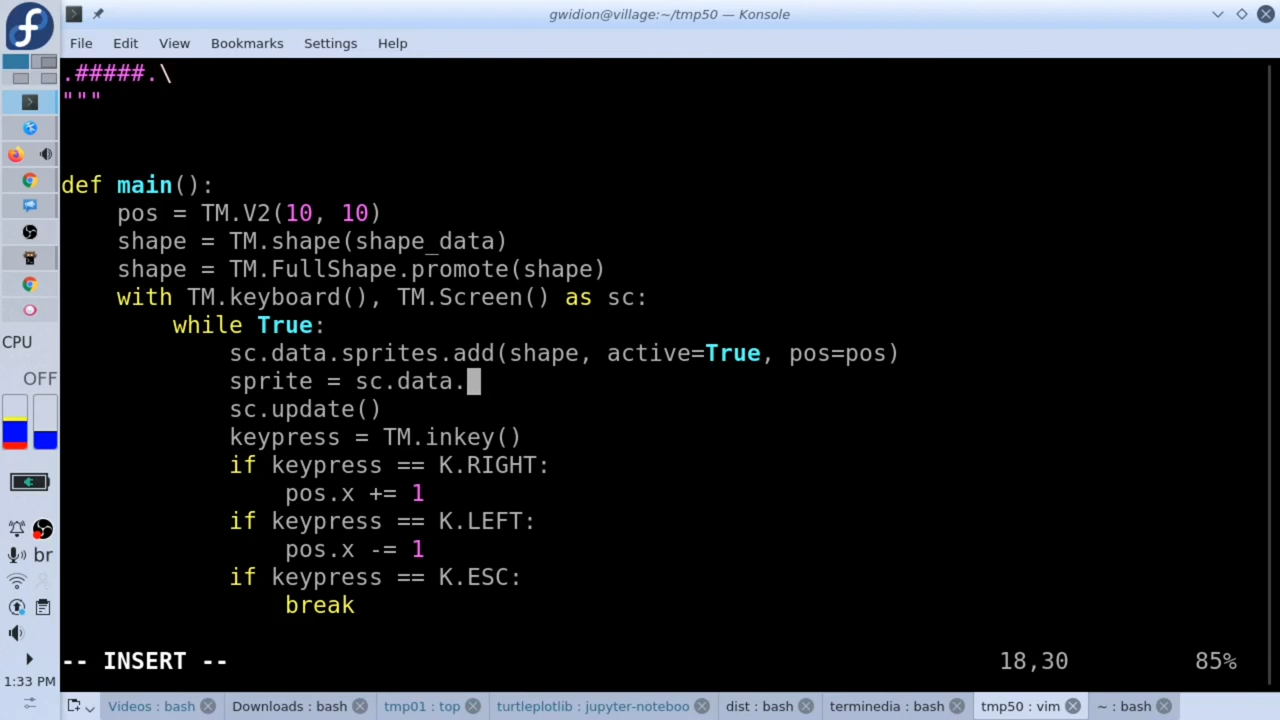 gwidion@village:~/tmp50 — Konsole
File Edit View Bookmarks Settings Help
.#####.\
"""
def main():
    pos = TM.V2(10, 10)
    shape = TM.shape(shape_data)
    shape = TM.FullShape.promote(shape)
    with TM.keyboard(), TM.Screen() as sc:
        while True:
            sc.data.sprites.add(shape, active=True, pos=pos)
            sprite = sc.data.
            sc.update()
            keypress = TM.inkey()
            if keypress == K.RIGHT:
                pos.x += 1
            if keypress == K.LEFT:
                pos.x -= 1
            if keypress == K.ESC:
                break
-- INSERT -- 18,30 85%
CPU
OFF
br
1:33 PM
Videos : bash Downloads : bash tmp01 : top turtleplotlib : jupyter-noteboo dist : bash terminedia : bash tmp50 : vim ~ : bash